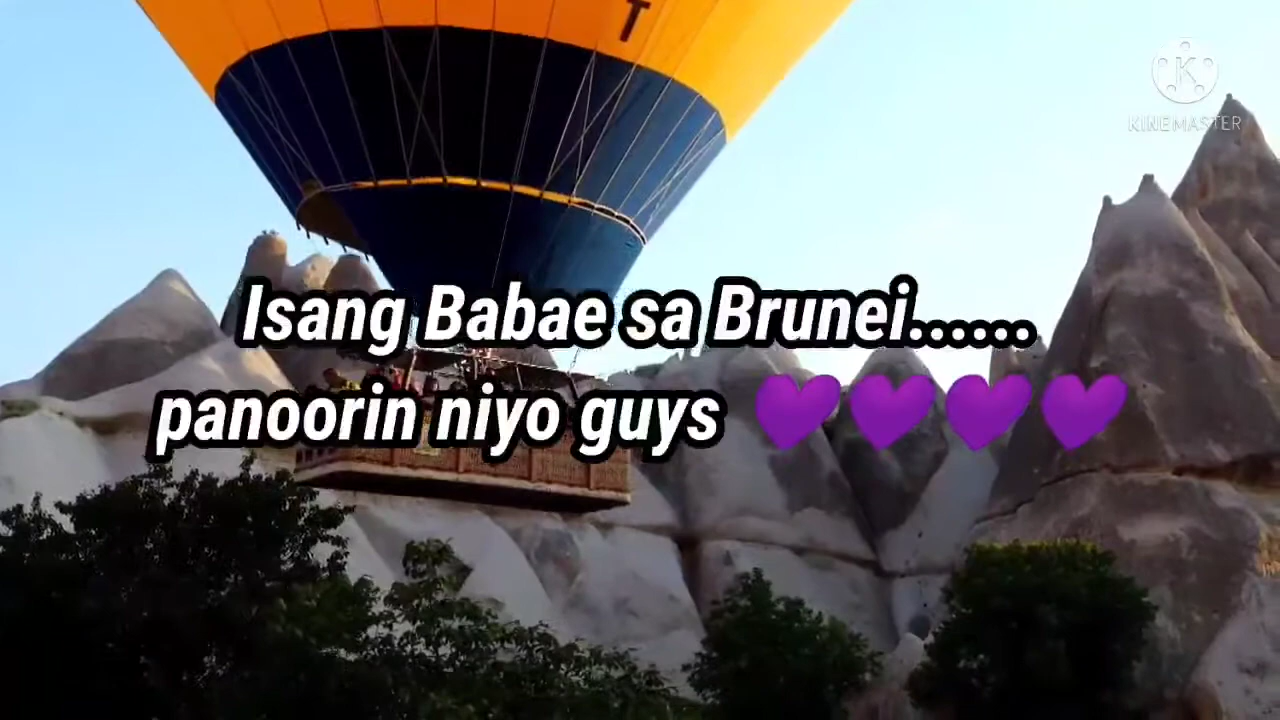 T
K
KINEMASTER
Isang Babae sa Brunei......
panoorin niyo guys 💜💜💜💜